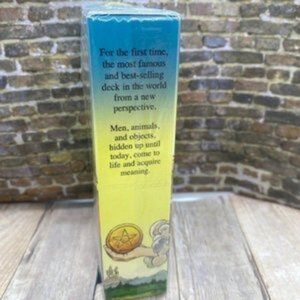 For the first time,
the most famous
and best-selling
deck in the world
from a new
perspective.
Men, animals,
and objects,
hidden up until
today, come to
life and acquire
meaning.